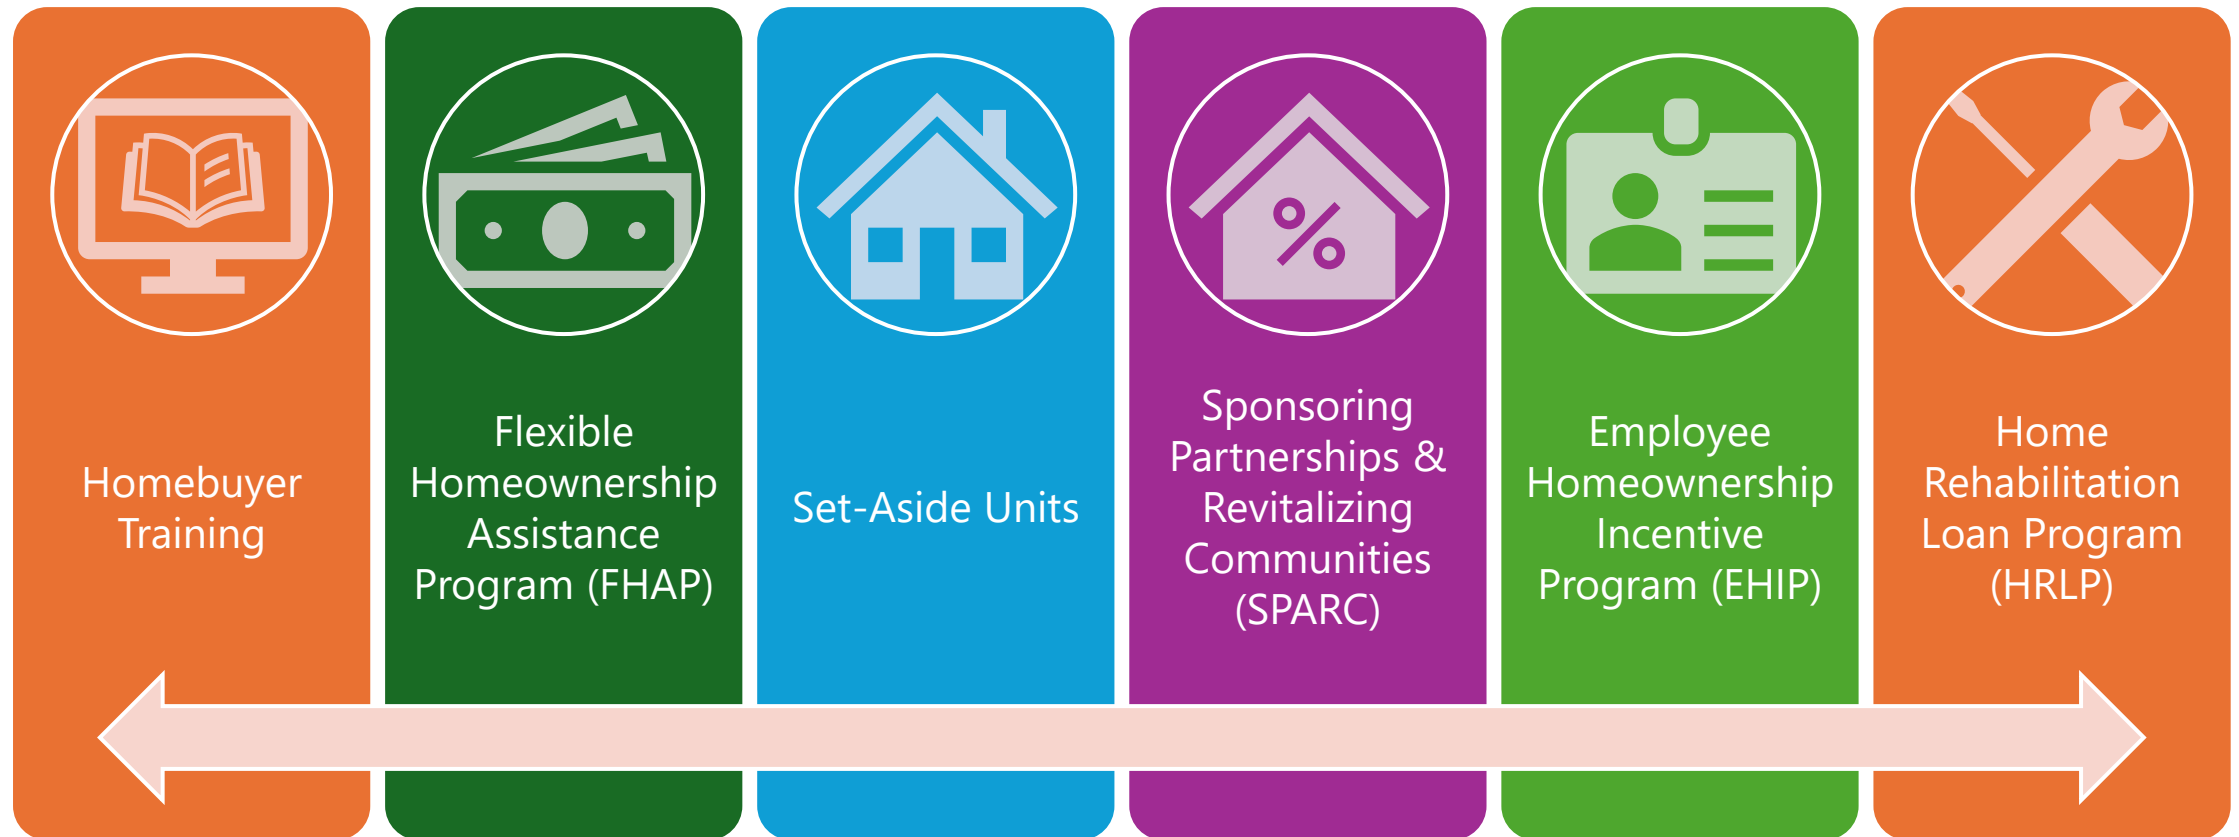 Homebuyer
Training
Flexible
Homeownership
Assistance
Program (FHAP)
Set-Aside Units
Sponsoring
Partnerships &
Revitalizing
Communities
(SPARC)
Employee
Homeownership
Incentive
Program (EHIP)
Home
Rehabilitation
Loan Program
(HRLP)
%